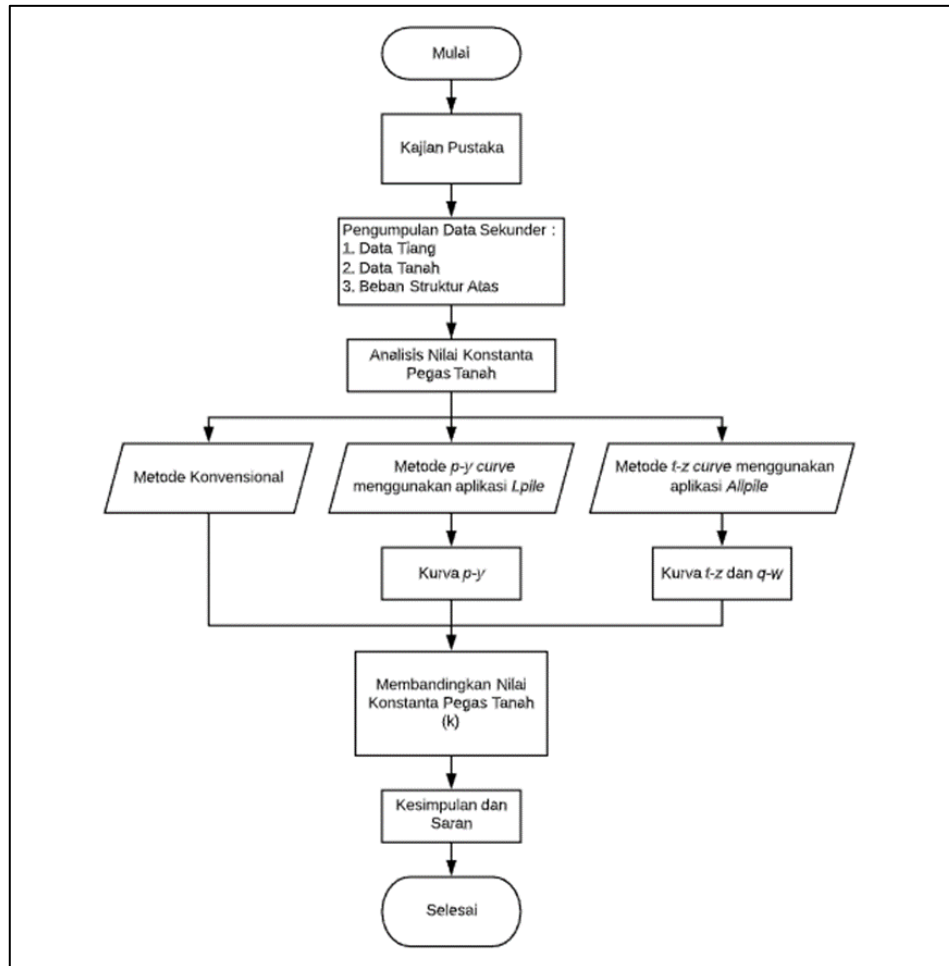 Mulai
Kajian Pustaka
Pengumpulan Data Sekunder :
1. Data Tiang
2. Data Tanah
3. Beban Struktur Atas
Analisis Nilai Konstanta
Pegas Tanah
Metode Konvensional
Metode p-y curve
menggunakan aplikasi Lpile
Metode t-z curve menggunakan
aplikasi Allpile
Kurva p-y
Kurva t-z dan q-w
Membandingkan Nilai
Konstanta Pegas Tanah
(k)
Kesimpulan dan
Saran
Selesai